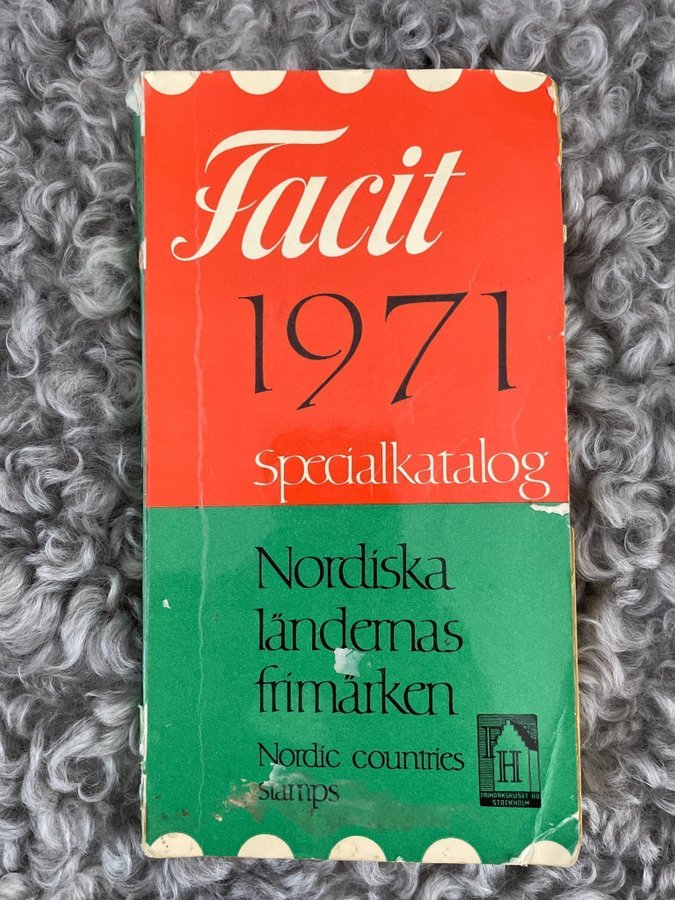 Facit
1971
Specialkatalog
Nordiska
ländernas
frimärken
Nordic countries
stamps
FH
FRIMÄRKSHUSET AB
STOCKHOLM